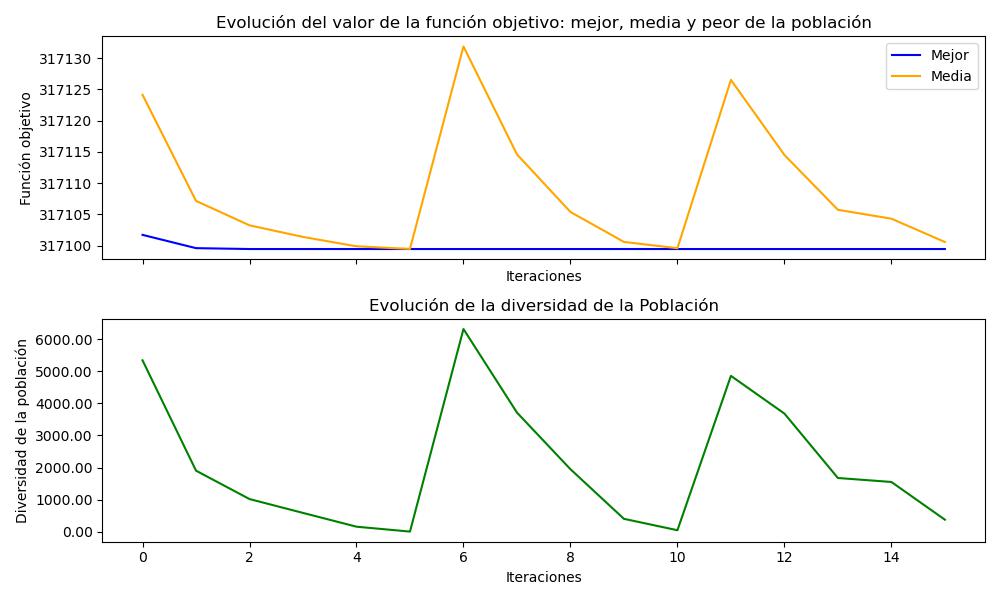 Evolución del valor de la función objetivo: mejor, media y peor de la población
Función objetivo
317130
317125
317120
317115
317110
317105
317100
Mejor
Media
Iteraciones
Evolución de la diversidad de la Población
Diversidad de la población
6000.00
5000.00
4000.00
3000.00
2000.00
1000.00
0.00
0 2 4 6 8 10 12 14
Iteraciones